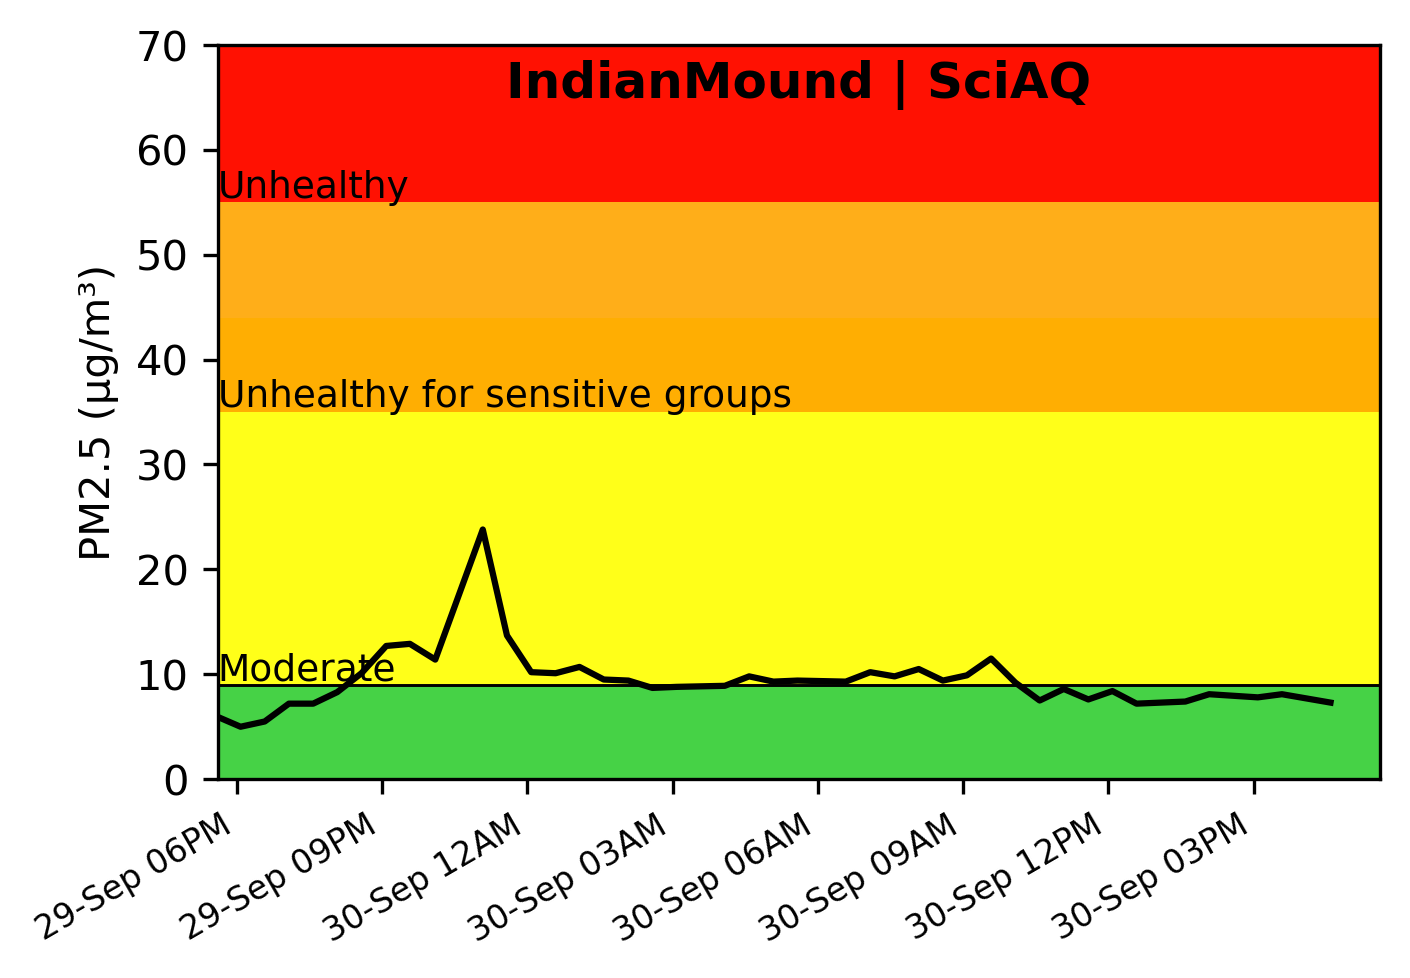 IndianMound | SciAQ
PM2.5 (µg/m³)
70
60
Unhealthy
50
40
Unhealthy for sensitive groups
30
20
Moderate
10
0
29-Sep 06PM
29-Sep 09PM
30-Sep 12AM
30-Sep 03AM
30-Sep 06AM
30-Sep 09AM
30-Sep 12PM
30-Sep 03PM